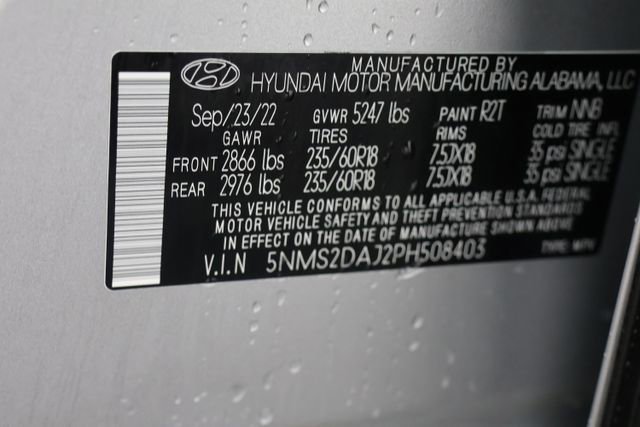 MANUFACTURED BY
HYUNDAI MOTOR MANUFACTURING ALABAMA, LLC
Sep/23/22 GVWR 5247 lbs PAINT R2T TRIM NNB
GAWR TIRES RIMS COLD TIRE INFL
FRONT 2866 lbs 235/60R18 7.5JX18 35 psi SINGLE
REAR 2976 lbs 235/60R18 7.5JX18 35 psi SINGLE
THIS VEHICLE CONFORMS TO ALL APPLICABLE U.S. FEDERAL
MOTOR VEHICLE SAFETY AND THEFT PREVENTION STANDARDS
IN EFFECT ON THE DATE OF MANUFACTURE SHOWN ABOVE
V.I.N 5NMS2DAJ2PH508403 TYPE: MPV